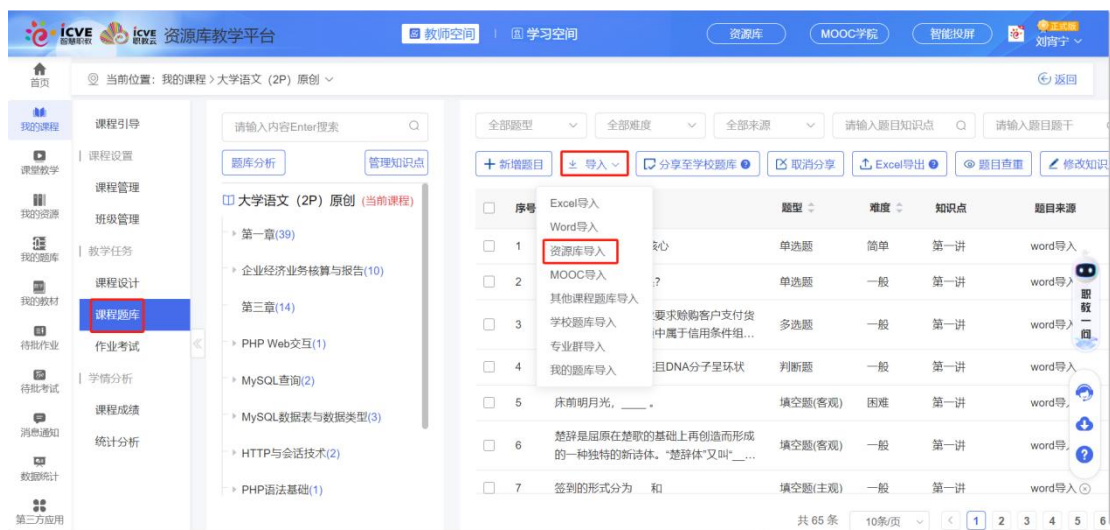 icve 智慧职教 icve 职教云 资源库教学平台
教师空间
学习空间
资源库
MOOC学院
智能投屏
正式版
刘宵宁
首页
当前位置：我的课程 > 大学语文（2P）原创
返回
我的课程
课堂教学
我的资源
我的题库
我的教材
待批作业
待批考试
消息通知
数据统计
第三方应用
课程引导
课程设置
课程管理
班级管理
教学任务
课程设计
课程题库
作业考试
学情分析
课程成绩
统计分析
请输入内容Enter搜索
题库分析
管理知识点
大学语文（2P）原创 (当前课程)
第一章(39)
企业经济业务核算与报告(10)
第三章(14)
PHP Web交互(1)
MySQL查询(2)
MySQL数据表与数据类型(3)
HTTP与会话技术(2)
PHP语法基础(1)
全部题型
全部难度
全部来源
请输入题目知识点
请输入题目题干
新增题目
导入
分享至学校题库
取消分享
Excel导出
题目查重
修改知识
Excel导入
Word导入
资源库导入
MOOC导入
其他课程题库导入
学校题库导入
专业群导入
我的题库导入
序号 题型 难度 知识点 题目来源
1 核心 单选题 简单 第一讲 word导入
2 ? 单选题 一般 第一讲 word导入
3 要求赊购客户支付货
中属于信用条件组... 多选题 一般 第一讲 word导入
4 且DNA分子呈环状 判断题 一般 第一讲 word导入
5 床前明月光，____。 填空题(客观) 困难 第一讲 word导
6 楚辞是屈原在楚歌的基础上再创造而形成
的一种独特的新诗体。“楚辞体”又叫“__... 填空题(客观) 一般 第一讲 word导
7 签到的形式分为 和 填空题(主观) 一般 第一讲 word导入
职教一问
共 65 条
10条/页
1 2 3 4 5 6